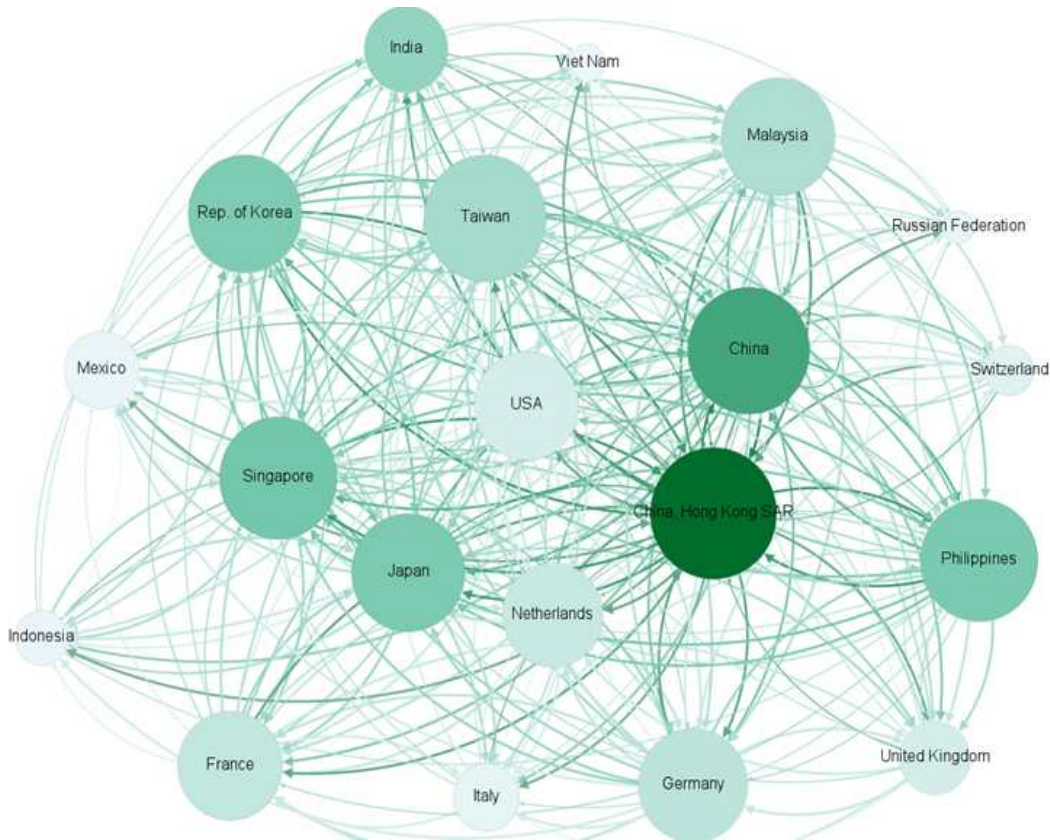 India
Viet Nam
Malaysia
Rep. of Korea
Taiwan
Russian Federation
China
Mexico
Switzerland
USA
Singapore
China, Hong Kong SAR
Japan
Philippines
Netherlands
Indonesia
United Kingdom
France
Italy
Germany